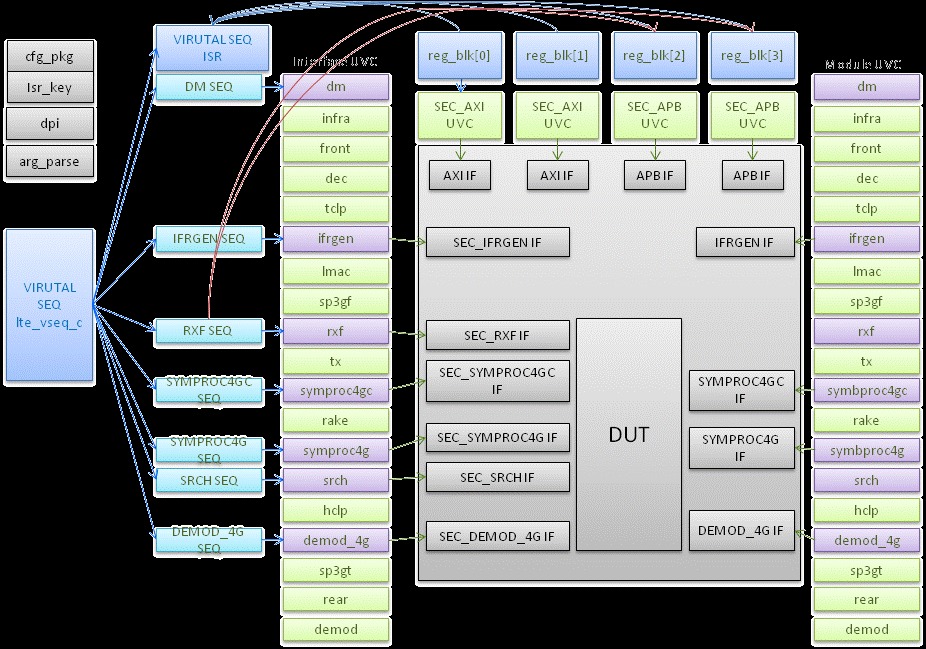 cfg_pkg
Isr_key
dpi
arg_parse
VIRUTAL
SEQ
lte_vseq_c
VIRUTAL SEQ
ISR
DM SEQ
IFRGEN SEQ
RXF SEQ
SYMPROC4GC
SEQ
SYMPROC4G
SEQ
SRCH SEQ
DEMOD_4G
SEQ
Interface UVC
dm
infra
front
dec
tclp
ifrgen
lmac
sp3gf
rxf
tx
symproc4gc
rake
symproc4g
srch
hclp
demod_4g
sp3gt
rear
demod
reg_blk[0]
reg_blk[1]
reg_blk[2]
reg_blk[3]
SEC_AXI
UVC
SEC_AXI
UVC
SEC_APB
UVC
SEC_APB
UVC
AXI IF
AXI IF
APB IF
APB IF
SEC_IFRGEN IF
SEC_RXF IF
SEC_SYMPROC4GC
IF
SEC_SYMPROC4G IF
SEC_SRCH IF
SEC_DEMOD_4G IF
DUT
IFRGEN IF
SYMPROC4GC
IF
SYMPROC4G
IF
DEMOD_4G IF
Module UVC
dm
infra
front
dec
tclp
ifrgen
lmac
sp3gf
rxf
tx
symbproc4gc
rake
symbproc4g
srch
hclp
demod_4g
sp3gt
rear
demod